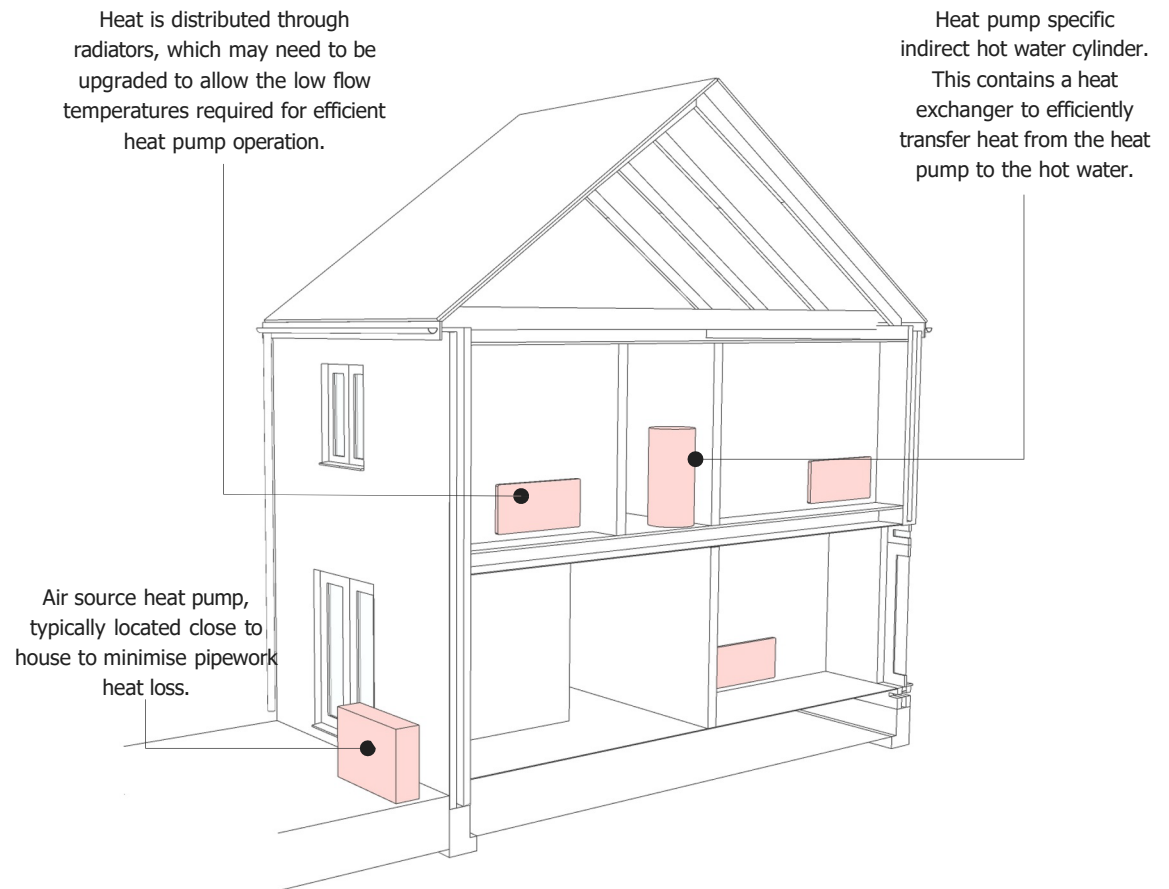 Heat is distributed through
radiators, which may need to be
upgraded to allow the low flow
temperatures required for efficient
heat pump operation.
Heat pump specific
indirect hot water cylinder.
This contains a heat
exchanger to efficiently
transfer heat from the heat
pump to the hot water.
Air source heat pump,
typically located close to
house to minimise pipework
heat loss.